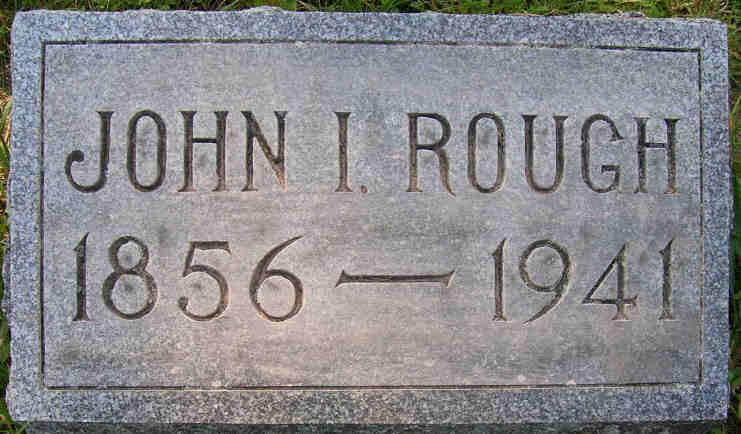 JOHN I. ROUGH
1856 — 1941